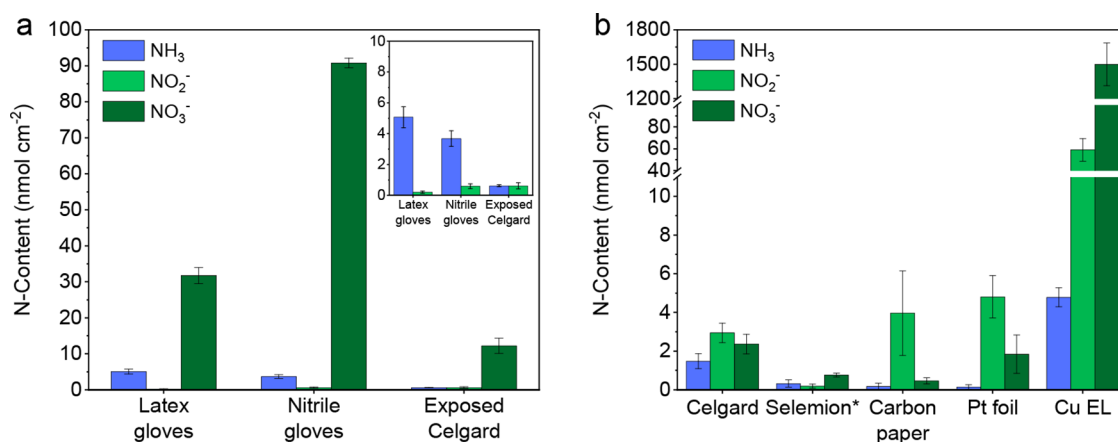 a
N-Content (nmol cm⁻²)
100
90
80
70
60
50
40
30
20
10
0
NH₃
NO₂⁻
NO₃⁻
10
8
6
4
2
0
Latex
gloves
Nitrile
gloves
Exposed
Celgard
Latex
gloves
Nitrile
gloves
Exposed
Celgard
b
N-Content (nmol cm⁻²)
1800
1500
1200
60
40
8
6
4
2
0
NH₃
NO₂⁻
NO₃⁻
Celgard
Selemion*
Carbon
paper
Pt foil
Cu EL